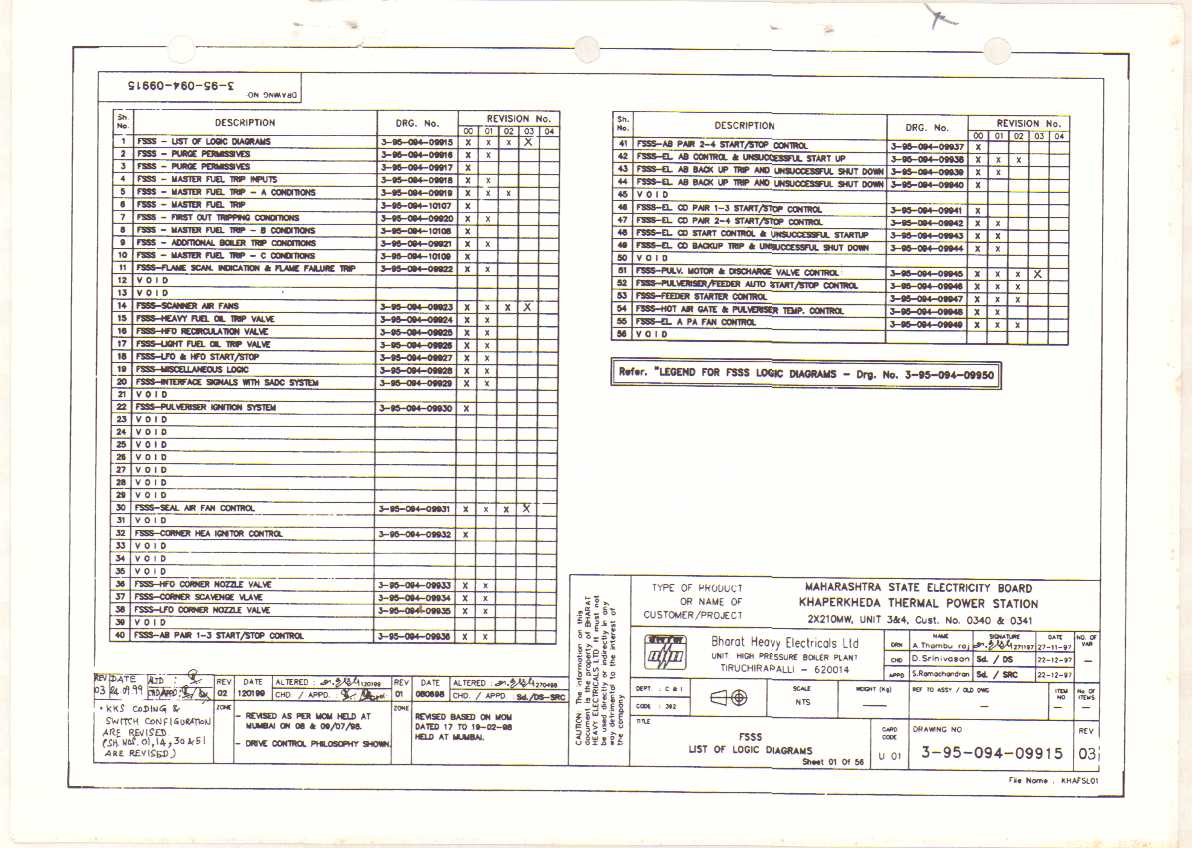 3-95-094-09915
DRAWING NO.
Sh. No. DESCRIPTION DRG. No. REVISION No.
00 01 02 03 04
1 FSSS - LIST OF LOGIC DIAGRAMS 3-95-094-09915 X X X X
2 FSSS - PURGE PERMISSIVES 3-95-094-09916 X X
3 FSSS - PURGE PERMISSIVES 3-95-094-09917 X
4 FSSS - MASTER FUEL TRIP INPUTS 3-95-094-09918 X X
5 FSSS - MASTER FUEL TRIP - A CONDITIONS 3-95-094-09919 X X X
6 FSSS - MASTER FUEL TRIP 3-95-094-10107 X
7 FSSS - FIRST OUT TRIPPING CONDITIONS 3-95-094-09920 X X
8 FSSS - MASTER FUEL TRIP - B CONDITIONS 3-95-094-10108 X
9 FSSS - ADDITIONAL BOILER TRIP CONDITIONS 3-95-094-09921 X X
10 FSSS - MASTER FUEL TRIP - C CONDITIONS 3-95-094-10109 X
11 FSSS-FLAME SCAN. INDICATION & FLAME FAILURE TRIP 3-95-094-09922 X X
12 V O I D
13 V O I D
14 FSSS-SCANNER AIR FANS 3-95-094-09923 X X X X
15 FSSS-HEAVY FUEL OIL TRIP VALVE 3-95-094-09924 X X
16 FSSS-HFO RECIRCULATION VALVE 3-95-094-09925 X X
17 FSSS-LIGHT FUEL OIL TRIP VALVE 3-95-094-09926 X X
18 FSSS-LFO & HFO START/STOP 3-95-094-09927 X X
19 FSSS-MISCELLANEOUS LOGIC 3-95-094-09928 X X
20 FSSS-INTERFACE SIGNALS WITH SADC SYSTEM 3-95-094-09929 X X
21 V O I D
22 FSSS-PULVERISER IGNITION SYSTEM 3-95-094-09930 X
23 V O I D
24 V O I D
25 V O I D
26 V O I D
27 V O I D
28 V O I D
29 V O I D
30 FSSS-SEAL AIR FAN CONTROL 3-95-094-09931 X X X X
31 V O I D
32 FSSS-CORNER HEA IGNITOR CONTROL 3-95-094-09932 X
33 V O I D
34 V O I D
35 V O I D
36 FSSS-HFO CORNER NOZZLE VALVE 3-95-094-09933 X X
37 FSSS-CORNER SCAVENGE VLAVE 3-95-094-09934 X X
38 FSSS-LFO CORNER NOZZLE VALVE 3-95-094-09935 X X
39 V O I D
40 FSSS-AB PAIR 1-3 START/STOP CONTROL 3-95-094-09936 X X
Sh. No. DESCRIPTION DRG. No. REVISION No.
00 01 02 03 04
41 FSSS-AB PAIR 2-4 START/STOP CONTROL 3-95-094-09937 X
42 FSSS-EL. AB CONTROL & UNSUCCESSFUL START UP 3-95-094-09938 X X X
43 FSSS-EL. AB BACK UP TRIP AND UNSUCCESSFUL SHUT DOWN 3-95-094-09939 X X
44 FSSS-EL. AB BACK UP TRIP AND UNSUCCESSFUL SHUT DOWN 3-95-094-09940 X
45 V O I D
46 FSSS-EL. CD PAIR 1-3 START/STOP CONTROL 3-95-094-09941 X
47 FSSS-EL. CD PAIR 2-4 START/STOP CONTROL 3-95-094-09942 X X
48 FSSS-EL. CD START CONTROL & UNSUCCESSFUL STARTUP 3-95-094-09943 X X
49 FSSS-EL. CD BACKUP TRIP & UNSUCCESSFUL SHUT DOWN 3-95-094-09944 X X
50 V O I D
51 FSSS-PULV. MOTOR & DISCHARGE VALVE CONTROL 3-95-094-09945 X X X X
52 FSSS-PULVERISER/FEEDER AUTO START/STOP CONTROL 3-95-094-09946 X X X
53 FSSS-FEEDER STARTER CONTROL 3-95-094-09947 X X X
54 FSSS-HOT AIR GATE & PULVERISER TEMP. CONTROL 3-95-094-09948 X X
55 FSSS-EL. A PA FAN CONTROL 3-95-094-09949 X X X
56 V O I D
Refer. "LEGEND FOR FSSS LOGIC DIAGRAMS - Drg. No. 3-95-094-09950
REV DATE ALTD :
03 24 09 99 CHD/APPD
• KKS CODING &
SWITCH CONFIGURATION
ARE REVISED.
(SH. NOS. 01, 14, 30 & 51
ARE REVISED)
REV DATE ALTERED : 120199
02 120199 CHD / APPD.
ZONE
- REVISED AS PER MOM HELD AT
MUMBAI ON 08 & 09/07/98.
- DRIVE CONTROL PHILOSOPHY SHOWN.
REV DATE ALTERED : 270498
01 080698 CHD. / APPD Sd./DS-SRC
ZONE
REVISED BASED ON MOM
DATED 17 TO 19-02-98
HELD AT MUMBAI.
CAUTION The information on this
document is the property of BHARAT
HEAVY ELECTRICALS LTD. It must not
be used directly or indirectly in any
way detrimental to the interest of
the company
TYPE OF PRODUCT
OR NAME OF
CUSTOMER/PROJECT
MAHARASHTRA STATE ELECTRICITY BOARD
KHAPERKHEDA THERMAL POWER STATION
2X210MW, UNIT 3&4, Cust. No. 0340 & 0341
Bharat Heavy Electricals Ltd
UNIT HIGH PRESSURE BOILER PLANT
TIRUCHIRAPALLI - 620014
NAME SIGNATURE DATE NO. OF VAR
DRN A.Thambu raj 271197 27-11-97
CHD D.Srinivasan Sd. / DS 22-12-97 —
APPD S.Ramachandran Sd. / SRC 22-12-97
DEPT : C & I
CODE : 392
SCALE
NTS
WEIGHT (Kg)
—
REF TO ASSY / OLD DWG
—
ITEM NO
—
No OF ITEMS
—
TITLE
FSSS
LIST OF LOGIC DIAGRAMS
Sheet 01 Of 56
CARD CODE
U 01
DRAWING NO
3-95-094-09915
REV
03
File Name : KHAFSL01